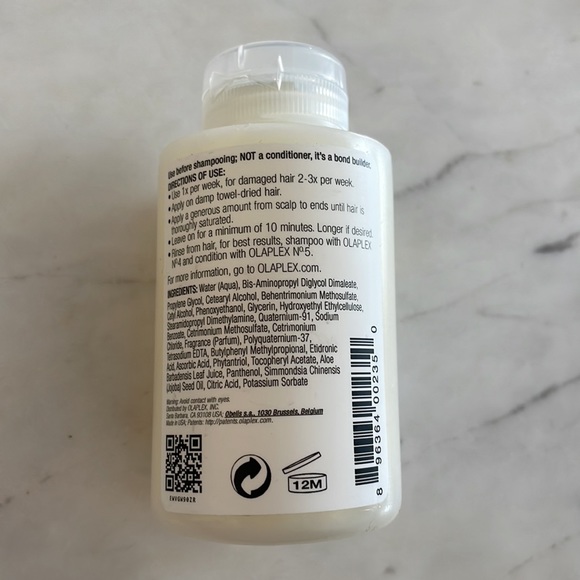 Use before shampooing; NOT a conditioner, it's a bond builder.
DIRECTIONS OF USE:
• Use 1x per week, for damaged hair 2-3x per week.
• Apply on damp towel-dried hair.
• Apply a generous amount from scalp to ends until hair is
thoroughly saturated.
• Leave on for a minimum of 10 minutes. Longer if desired.
• Rinse from hair, for best results, shampoo with OLAPLEX
Nº4 and condition with OLAPLEX Nº5.
For more information, go to OLAPLEX.com.
INGREDIENTS: Water (Aqua), Bis-Aminopropyl Diglycol Dimaleate,
Propylene Glycol, Cetearyl Alcohol, Behentrimonium Methosulfate,
Cetyl Alcohol, Phenoxyethanol, Glycerin, Hydroxyethyl Ethylcellulose,
Stearamidopropyl Dimethylamine, Quaternium-91, Sodium
Benzoate, Cetrimonium Methosulfate, Cetrimonium
Chloride, Fragrance (Parfum), Polyquaternium-37,
Tetrasodium EDTA, Butylphenyl Methylpropional, Etidronic
Acid, Ascorbic Acid, Phytantriol, Tocopheryl Acetate, Aloe
Barbadensis Leaf Juice, Panthenol, Simmondsia Chinensis
(Jojoba) Seed Oil, Citric Acid, Potassium Sorbate
Warning: Avoid contact with eyes.
Distributed by OLAPLEX, INC.
Santa Barbara, CA 93108 USA; Obelis s.a., 1030 Brussels, Belgium
Made in USA, Patents: http://patents.olaplex.com.
12M
8 96364 00235 0